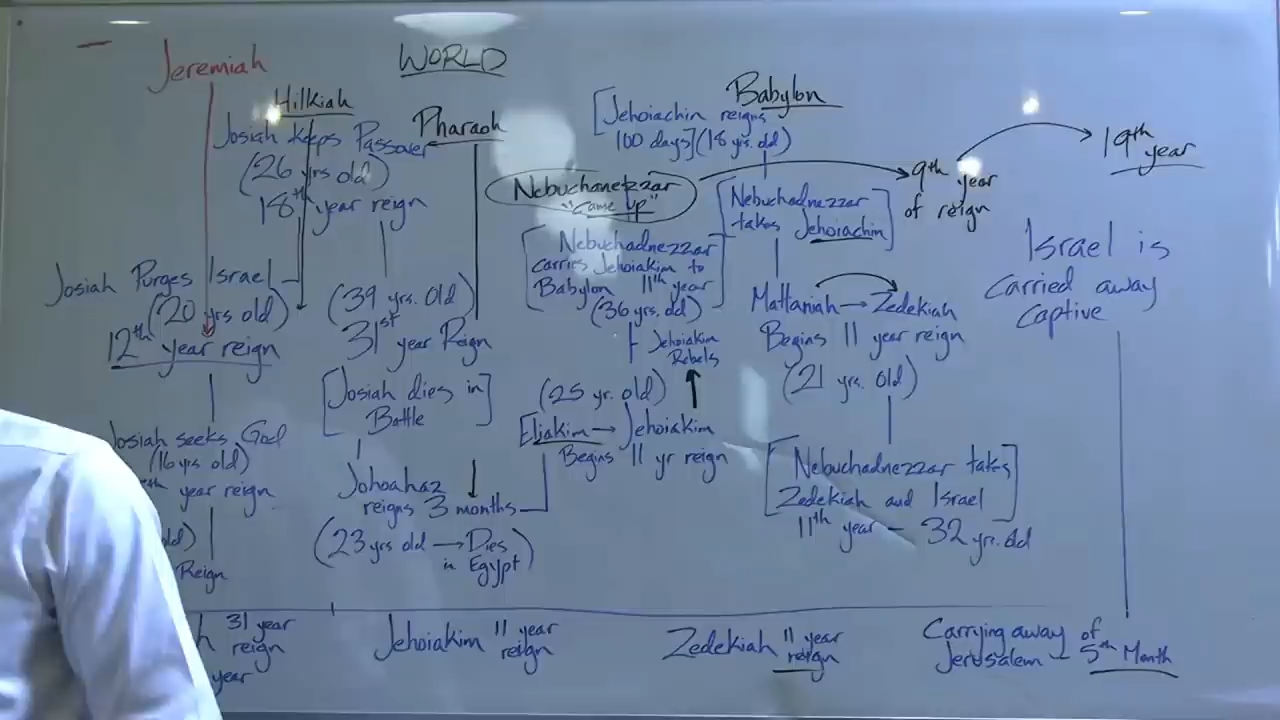 Jeremiah
WORLD
Hilkiah
Josiah keeps Passover
(26 yrs old)
18th year reign
Pharaoh
Babylon
[Jehoiachin reigns
100 days] (18 yrs. old)
Nebuchanezzar
"came up"
9th year
of reign
19th
year
[Nebuchadnezzar
takes Jehoiachin]
[Nebuchadnezzar
carries Jehoiakim to
Babylon 11th year]
(36 yrs. old)
Jehoiakim
Rebels
Josiah Purges Israel
(20 yrs old)
12th year reign
(39 yrs. Old)
31st year Reign
[Josiah dies in
Battle]
Mattaniah → Zedekiah
Begins 11 year reign
(21 yrs. Old)
Israel is
Carried away
captive
Josiah seeks God
(16 yrs old)
year reign
Reign
Johoahaz
reigns 3 months
(23 yrs old → Dies
in Egypt)
(25 yr. old)
Eliakim → Jehoiakim
Begins 11 yr reign
[Nebuchadnezzar takes
Zedekiah and Israel]
11th year – 32 yr. old
31 year
reign
year
Jehoiakim 11 year
reign
Zedekiah 11 year
reign
Carrying away of
Jerusalem – 5th Month